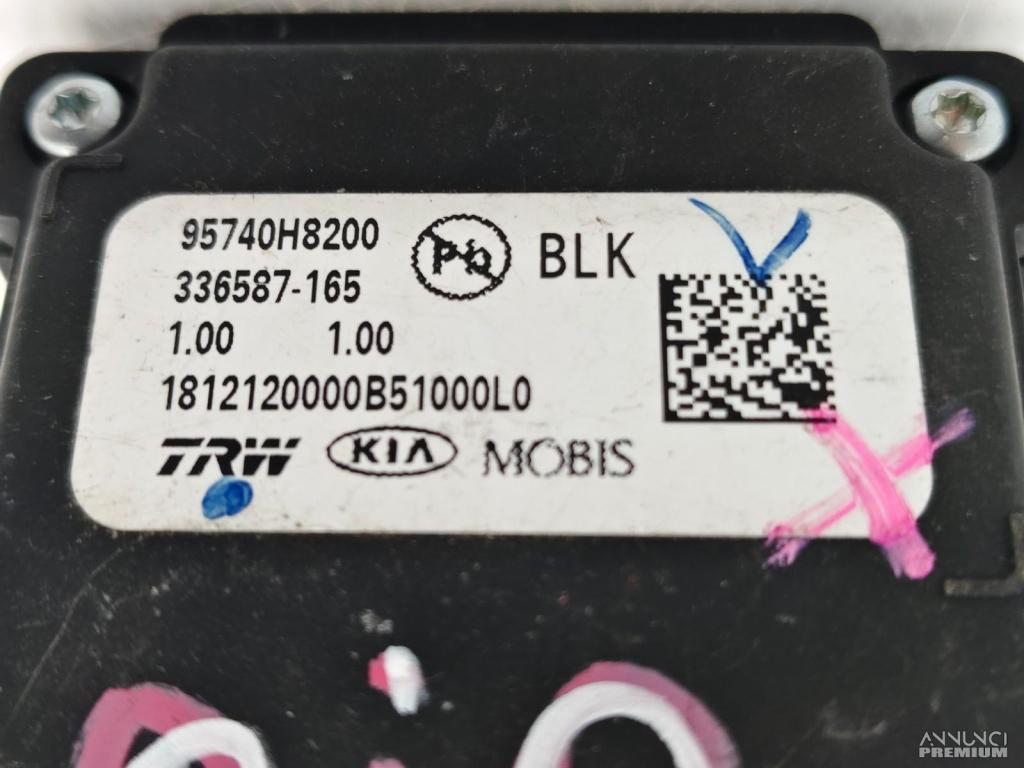 95740H8200
336587-165
Pb
BLK
1.00 1.00
1812120000B51000L0
TRW KIA MOBIS
ANNUNCI
PREMIUM